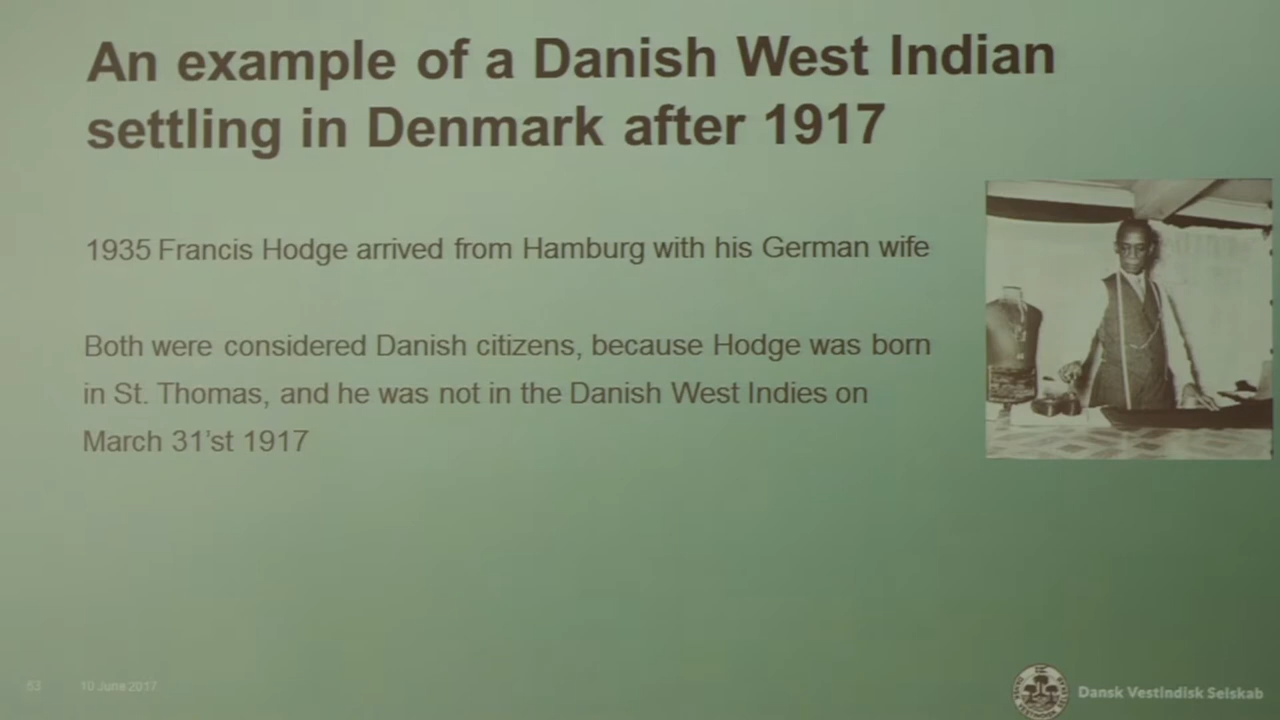 An example of a Danish West Indian
settling in Denmark after 1917
1935 Francis Hodge arrived from Hamburg with his German wife
Both were considered Danish citizens, because Hodge was born
in St. Thomas, and he was not in the Danish West Indies on
March 31’st 1917
53
10 June 2017
Dansk Vestindisk Selskab